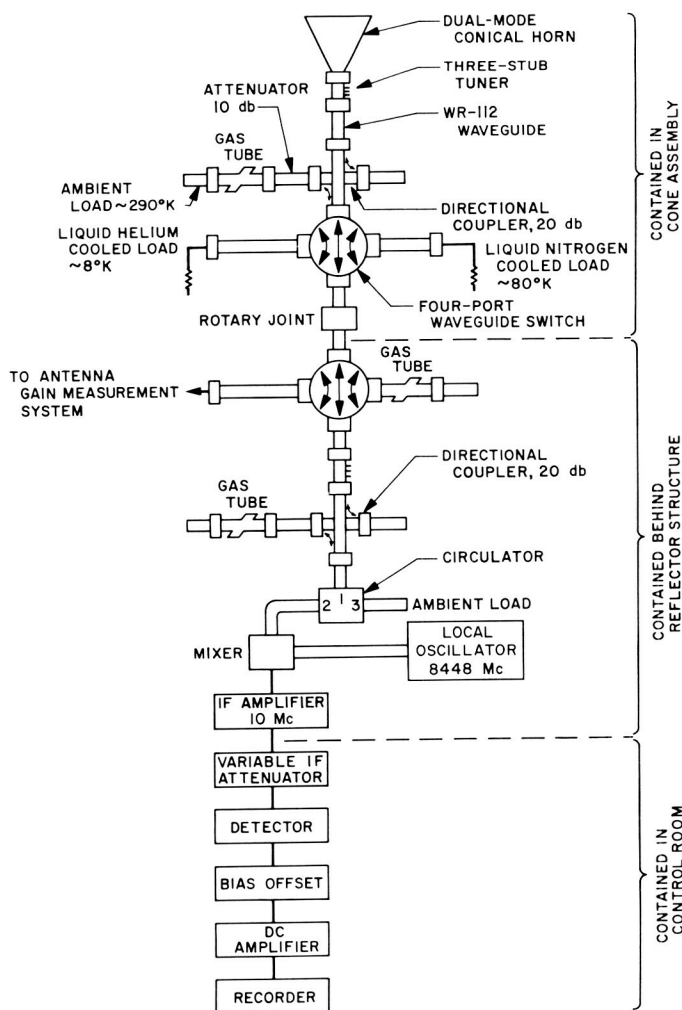 DUAL-MODE
CONICAL HORN
THREE-STUB
TUNER
ATTENUATOR
10 db
WR-112
WAVEGUIDE
GAS
TUBE
AMBIENT
LOAD ~290°K
DIRECTIONAL
COUPLER, 20 db
LIQUID HELIUM
COOLED LOAD
~8°K
LIQUID NITROGEN
COOLED LOAD
~80°K
FOUR-PORT
WAVEGUIDE SWITCH
ROTARY JOINT
CONTAINED IN
CONE ASSEMBLY
GAS
TUBE
TO ANTENNA
GAIN MEASUREMENT
SYSTEM
DIRECTIONAL
COUPLER, 20 db
GAS
TUBE
CIRCULATOR
2 1 3
AMBIENT LOAD
MIXER
LOCAL
OSCILLATOR
8448 Mc
IF AMPLIFIER
10 Mc
CONTAINED BEHIND
REFLECTOR STRUCTURE
VARIABLE IF
ATTENUATOR
DETECTOR
BIAS OFFSET
DC
AMPLIFIER
RECORDER
CONTAINED IN
CONTROL ROOM